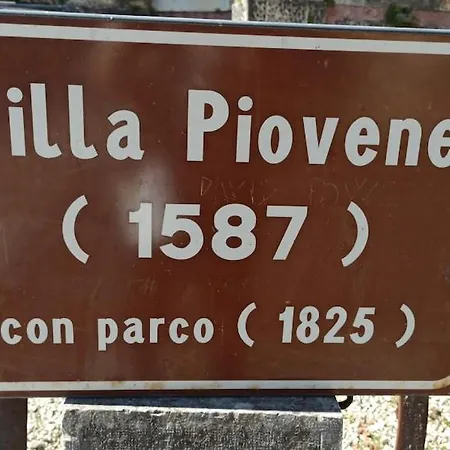 illa Piovene
( 1587 )
con parco ( 1825 )